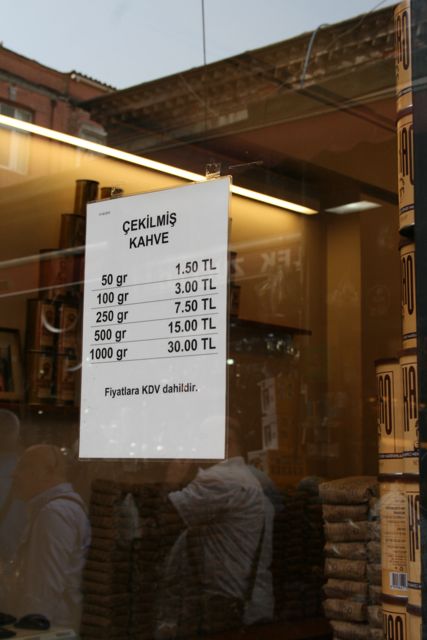 ÇEKİLMİŞ
KAHVE
50 gr 1.50 TL
100 gr 3.00 TL
250 gr 7.50 TL
500 gr 15.00 TL
1000 gr 30.00 TL
Fiyatlara KDV dahildir.